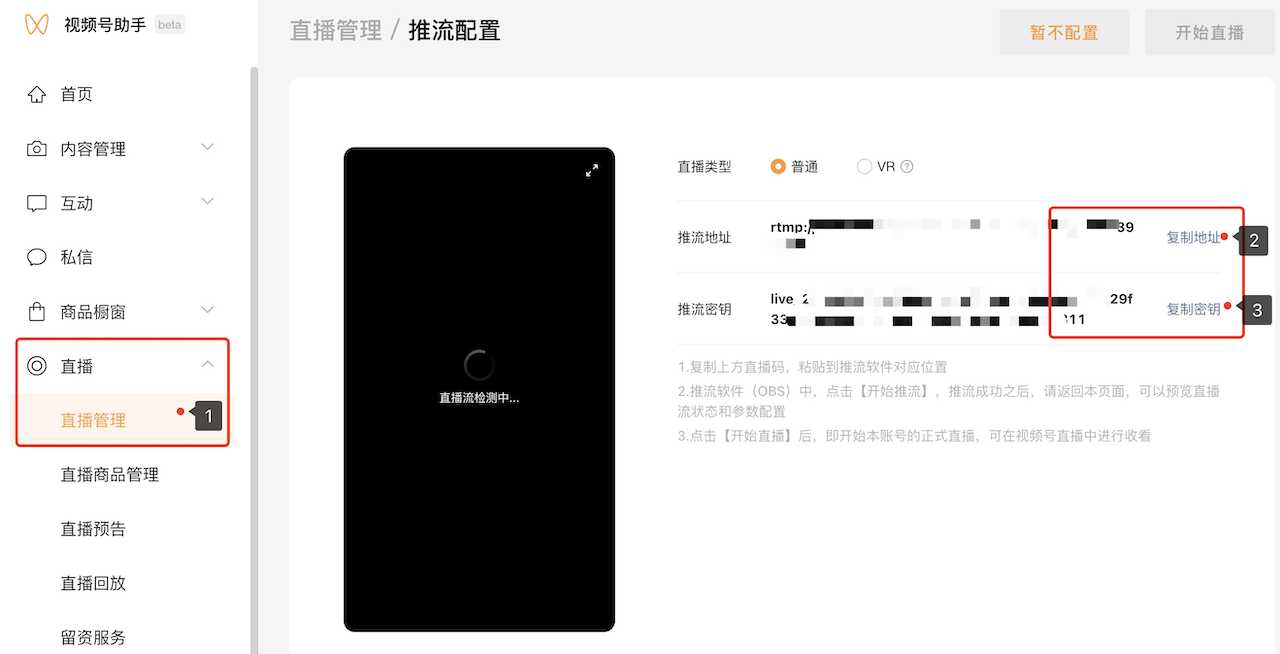 视频号助手 beta
首页
内容管理
互动
私信
商品橱窗
直播
直播管理
1
直播商品管理
直播预告
直播回放
留资服务
直播管理 / 推流配置
暂不配置
开始直播
直播流检测中...
直播类型
普通
VR
推流地址
rtmp:/ 39
复制地址
2
推流密钥
live_2 29f
33 311
复制密钥
3
1.复制上方直播码，粘贴到推流软件对应位置
2.推流软件（OBS）中，点击【开始推流】，推流成功之后，请返回本页面，可以预览直播
流状态和参数配置
3.点击【开始直播】后，即开始本账号的正式直播，可在视频号直播中进行收看